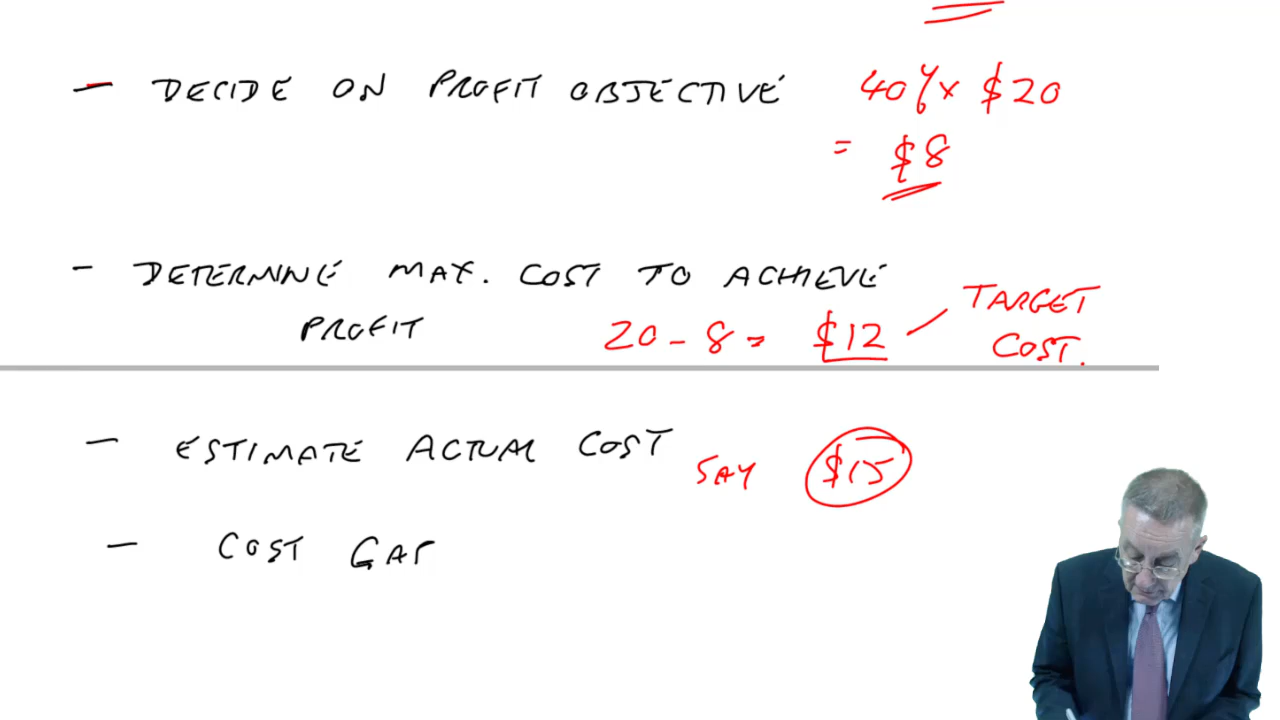 - DECIDE ON PROFIT OBJECTIVE 40% x $20
= $8
- DETERMINE MAX. COST TO ACHIEVE
PROFIT 20 - 8 = $12 TARGET
COST.
- ESTIMATE ACTUAL COST SAY $15
- COST GAP